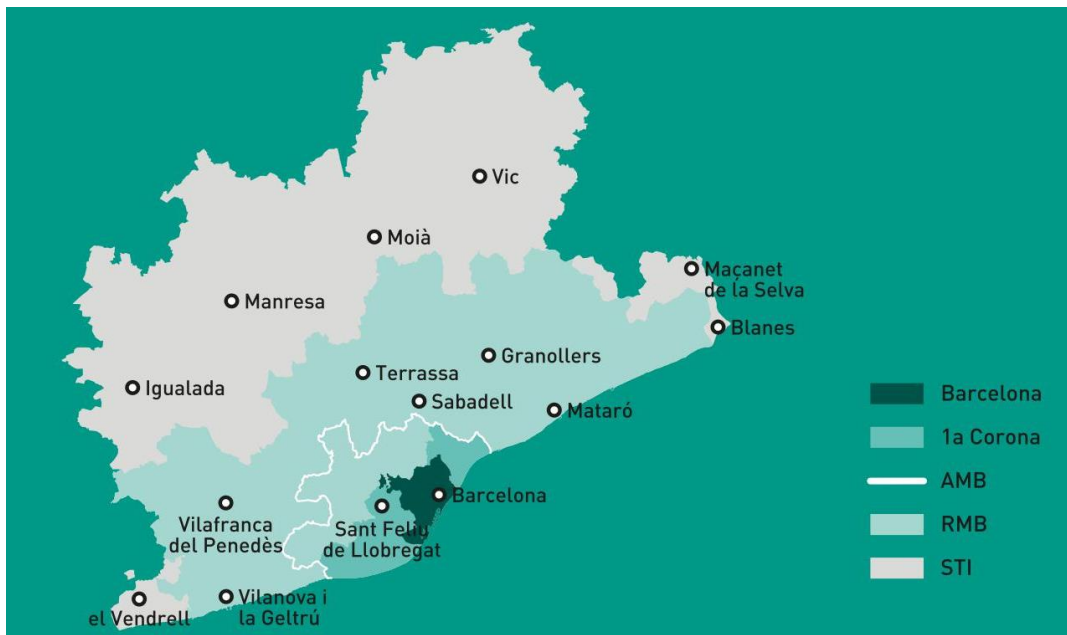 Vic
Moià
Maçanet
de la Selva
Manresa
Blanes
Granollers
Terrassa
Igualada
Sabadell
Mataró
Barcelona
1a Corona
AMB
RMB
STI
Barcelona
Vilafranca
del Penedès
Sant Feliu
de Llobregat
el Vendrell
Vilanova i
la Geltrú